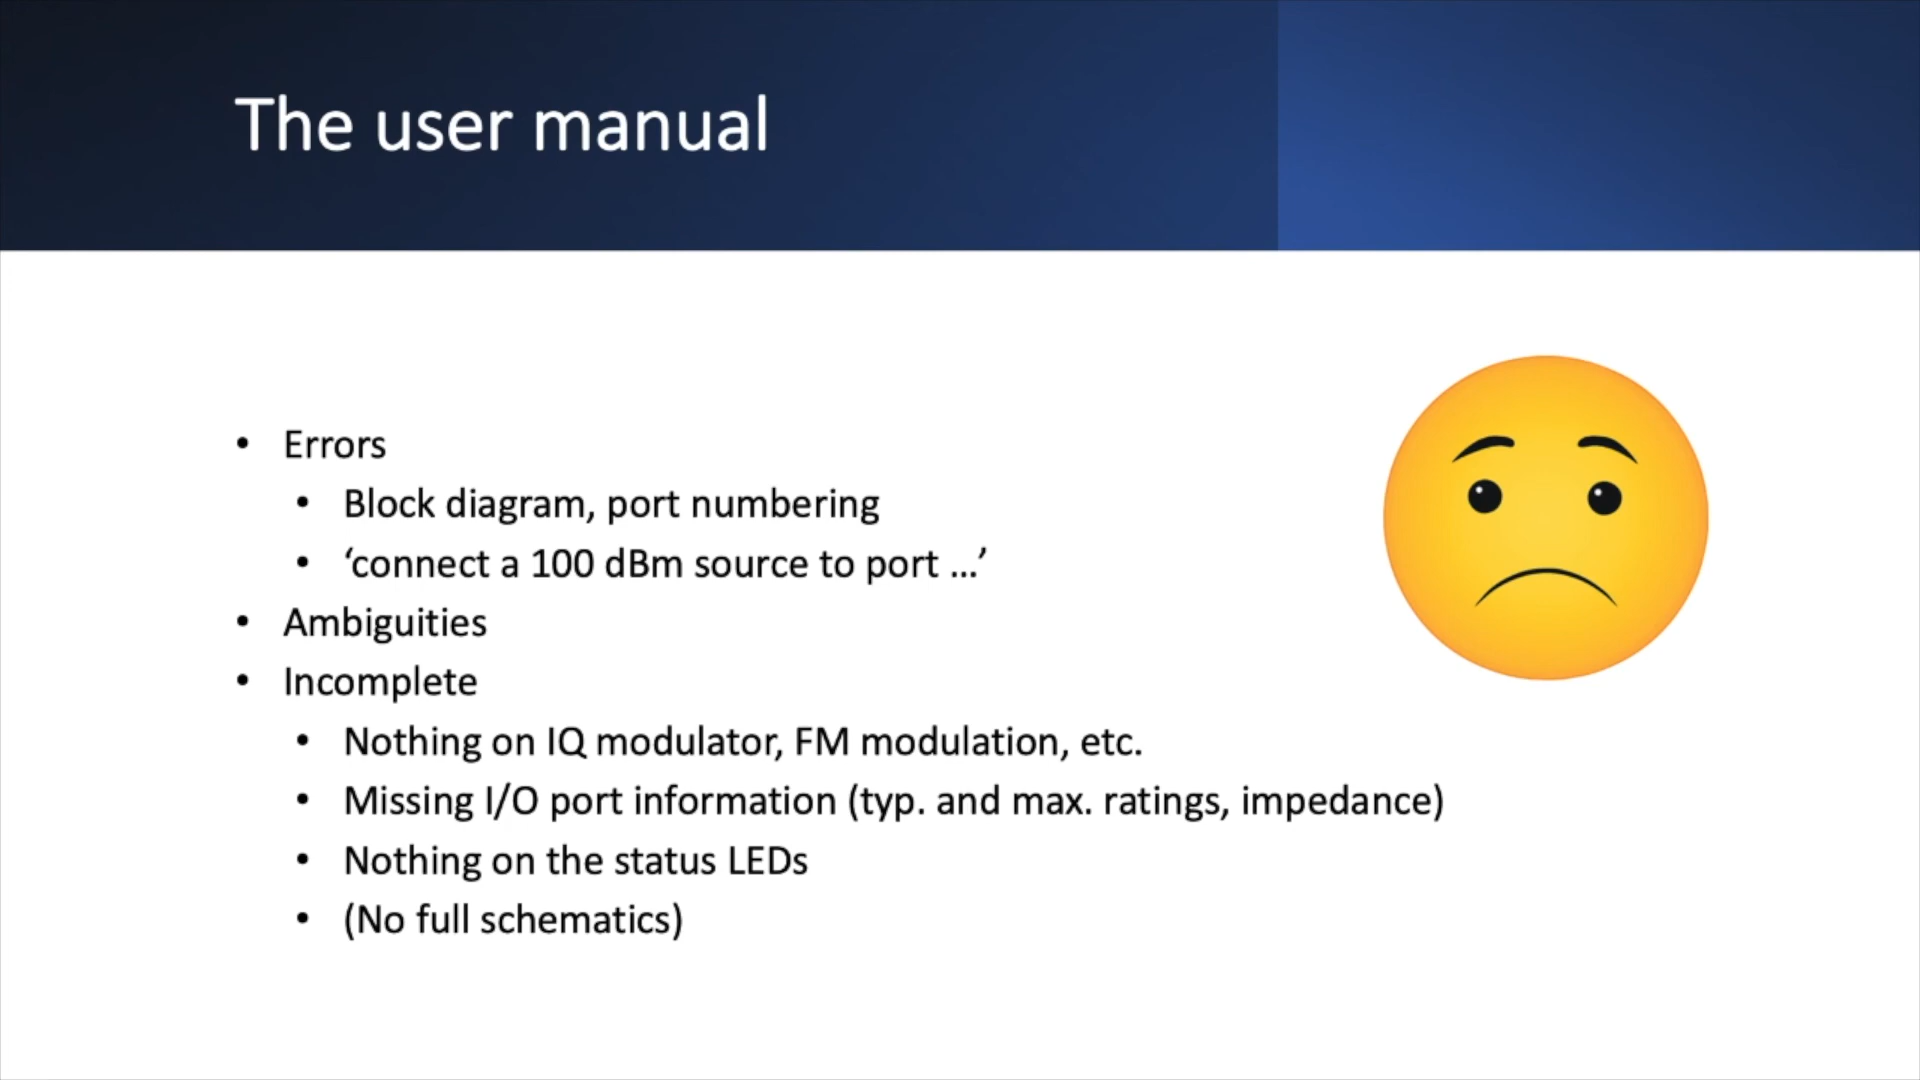 The user manual
• Errors
• Block diagram, port numbering
• ‘connect a 100 dBm source to port ...’
• Ambiguities
• Incomplete
• Nothing on IQ modulator, FM modulation, etc.
• Missing I/O port information (typ. and max. ratings, impedance)
• Nothing on the status LEDs
• (No full schematics)